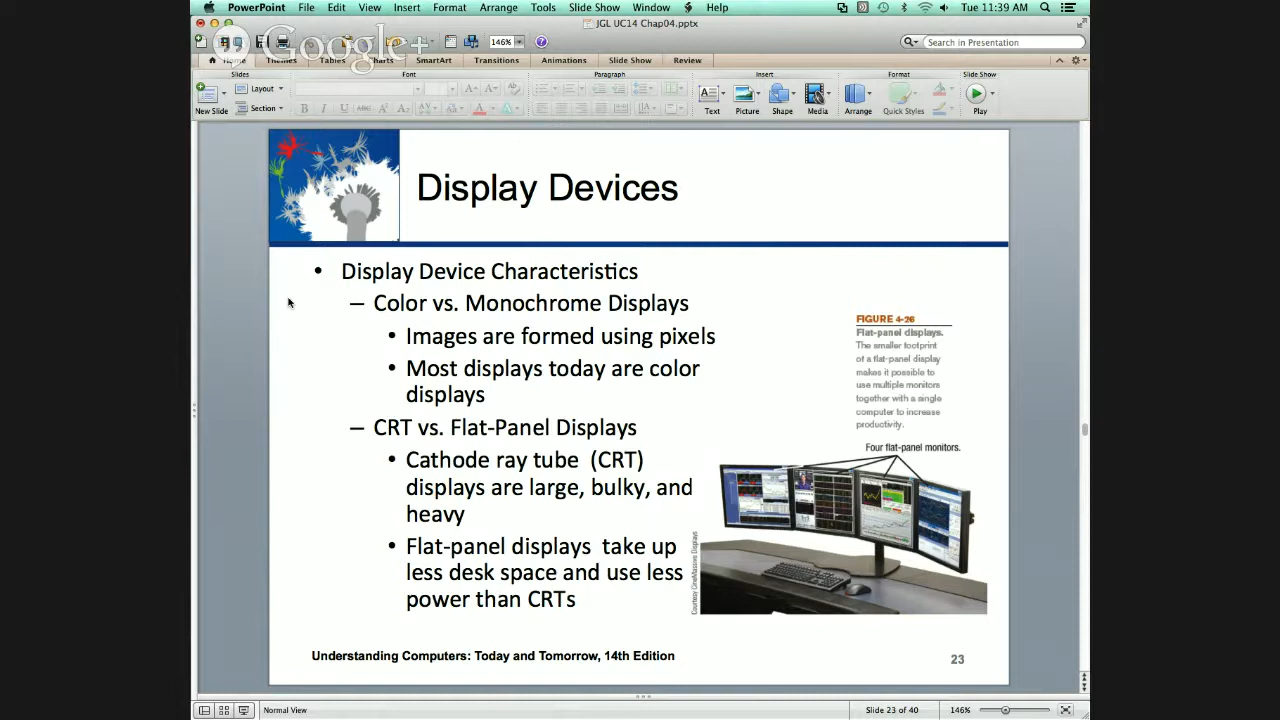 PowerPoint File Edit View Insert Format Arrange Tools Slide Show Window Help Tue 11:39 AM
JGL UC14 Chap04.pptx
Google+
146% Search in Presentation
Home Themes Tables Charts SmartArt Transitions Animations Slide Show Review
Slides Font Paragraph Insert Format Slide Show
New Slide Layout Section Text Picture Shape Media Arrange Quick Styles Play
Display Devices
• Display Device Characteristics
– Color vs. Monochrome Displays
• Images are formed using pixels
• Most displays today are color
displays
– CRT vs. Flat-Panel Displays
• Cathode ray tube (CRT)
displays are large, bulky, and
heavy
• Flat-panel displays take up
less desk space and use less
power than CRTs
FIGURE 4-26
Flat-panel displays.
The smaller footprint
of a flat-panel display
makes it possible to
use multiple monitors
together with a single
computer to increase
productivity.
Four flat-panel monitors.
Courtesy OneMassive Displays
Understanding Computers: Today and Tomorrow, 14th Edition
23
Normal View Slide 23 of 40 146%